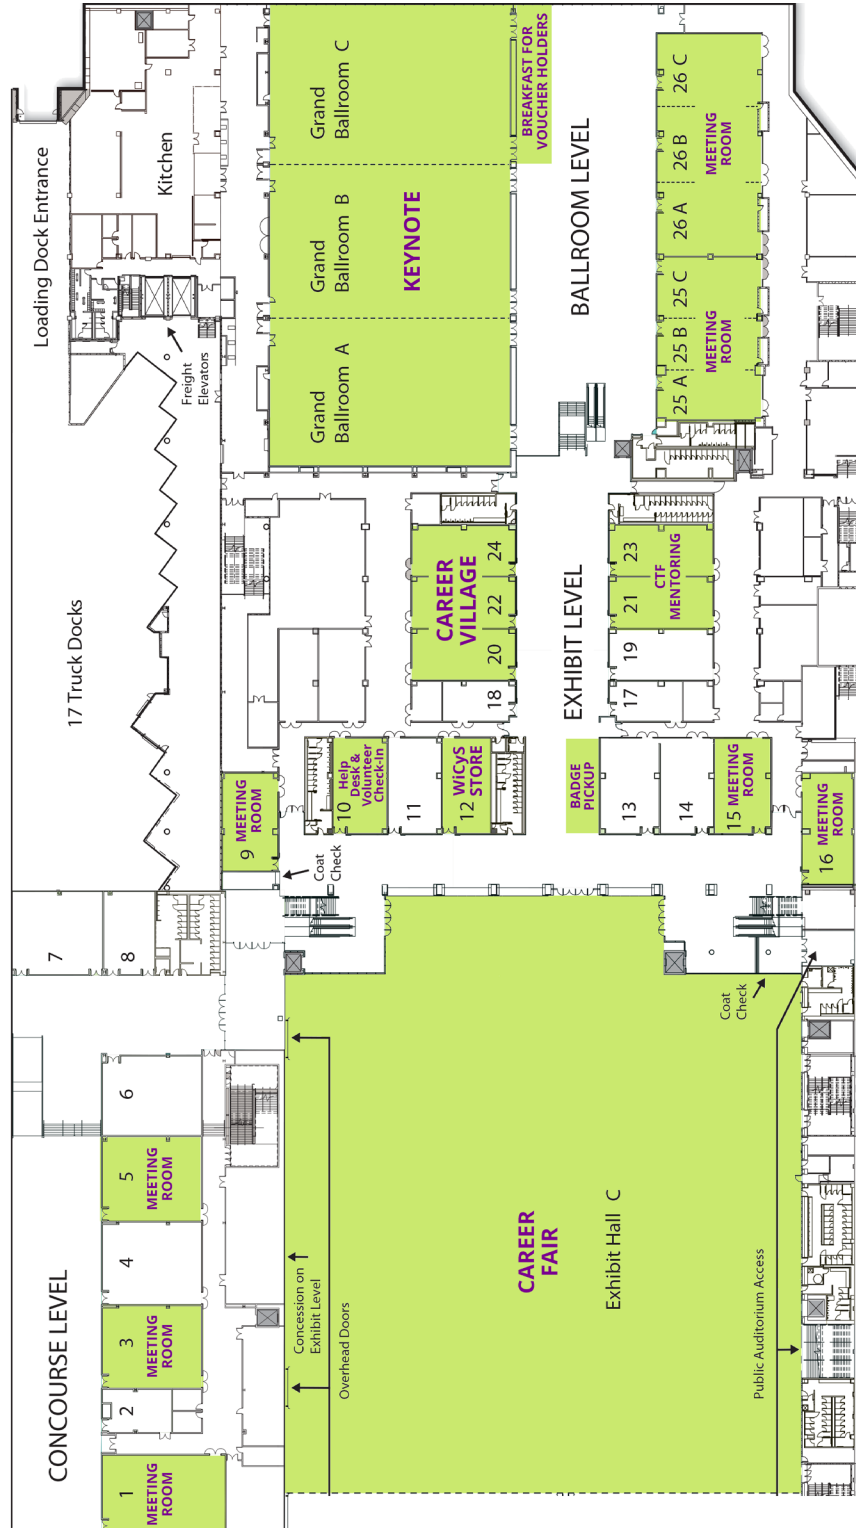 Loading Dock Entrance
Kitchen
Freight
Elevators
17 Truck Docks
Grand
Ballroom A
Grand
Ballroom B
Grand
Ballroom C
KEYNOTE
BREAKFAST FOR
VOUCHER HOLDERS
BALLROOM LEVEL
25 A
25 B
25 C
MEETING
ROOM
26 A
26 B
26 C
MEETING
ROOM
EXHIBIT LEVEL
CAREER
VILLAGE
18
20
22
24
17
19
21
23
CTF
MENTORING
9
MEETING
ROOM
Coat
Check
10
Help
Desk &
Volunteer
Check-In
11
12
WiCyS
STORE
BADGE
PICKUP
13
14
15
MEETING
ROOM
16
MEETING
ROOM
7
8
CONCOURSE LEVEL
1
MEETING
ROOM
2
3
MEETING
ROOM
4
5
MEETING
ROOM
6
Concession on
Exhibit Level
Overhead Doors
CAREER
FAIR
Exhibit Hall C
Coat
Check
Public Auditorium Access